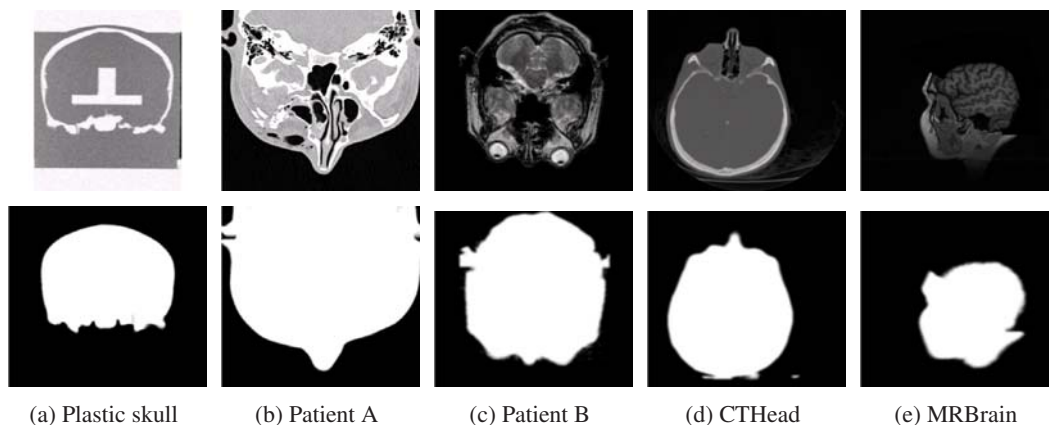 (a) Plastic skull
(b) Patient A
(c) Patient B
(d) CTHead
(e) MRBrain